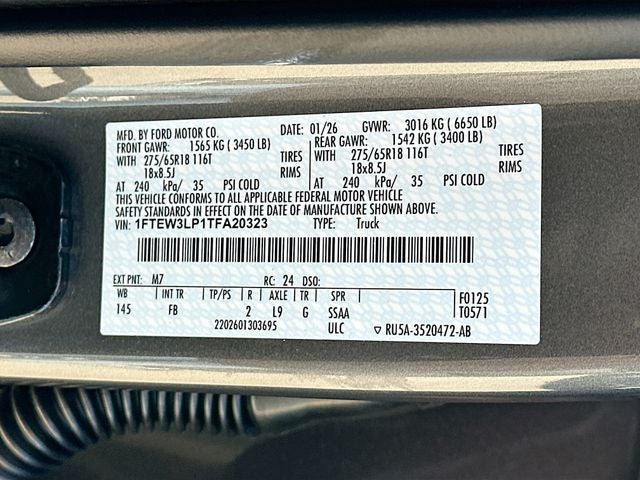 MFD. BY FORD MOTOR CO. DATE: 01/26 GVWR: 3016 KG ( 6650 LB)
FRONT GAWR: 1565 KG ( 3450 LB) REAR GAWR: 1542 KG ( 3400 LB)
WITH 275/65R18 116T TIRES WITH 275/65R18 116T TIRES
18x8.5J RIMS 18x8.5J RIMS
AT 240 kPa/ 35 PSI COLD AT 240 kPa/ 35 PSI COLD
THIS VEHICLE CONFORMS TO ALL APPLICABLE FEDERAL MOTOR VEHICLE
SAFETY STANDARDS IN EFFECT ON THE DATE OF MANUFACTURE SHOWN ABOVE.
VIN: 1FTEW3LP1TFA20323 TYPE: Truck
EXT PNT: M7 RC: 24 DSO:
WB INT TR TP/PS R AXLE TR SPR F0125
145 FB 2 L9 G SSAA T0571
2202601303695 ULC ▽ RU5A-3520472-AB